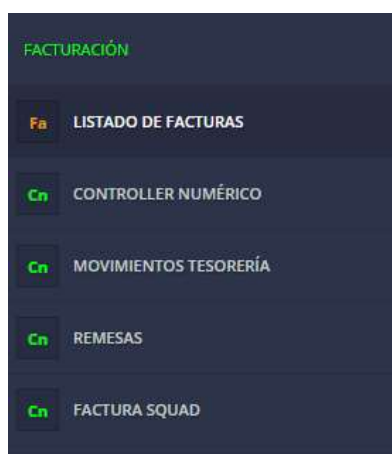 FACTURACIÓN
Fa LISTADO DE FACTURAS
Cn CONTROLLER NUMÉRICO
Cn MOVIMIENTOS TESORERÍA
Cn REMESAS
Cn FACTURA SQUAD